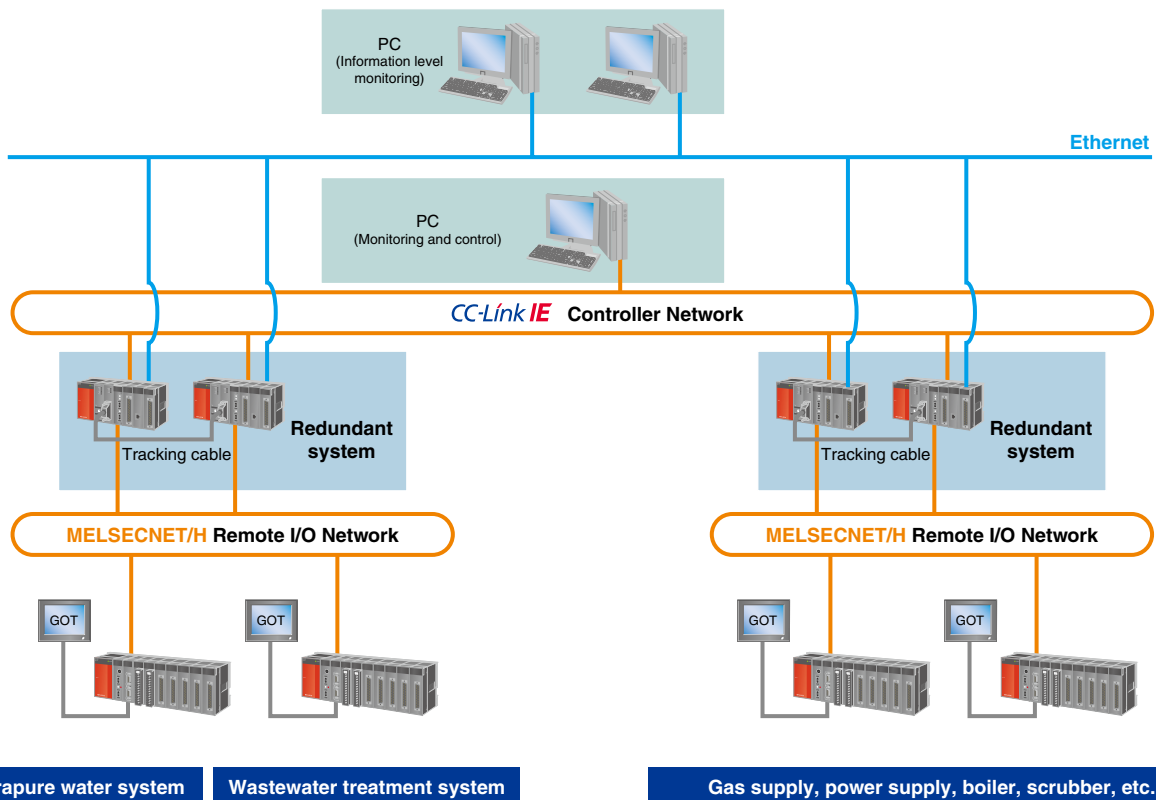 PC
(Information level
monitoring)
Ethernet
PC
(Monitoring and control)
CC-Link IE Controller Network
Redundant
system
Tracking cable
Redundant
system
Tracking cable
MELSECNET/H Remote I/O Network
MELSECNET/H Remote I/O Network
GOT
GOT
GOT
GOT
rapure water system
Wastewater treatment system
Gas supply, power supply, boiler, scrubber, etc.